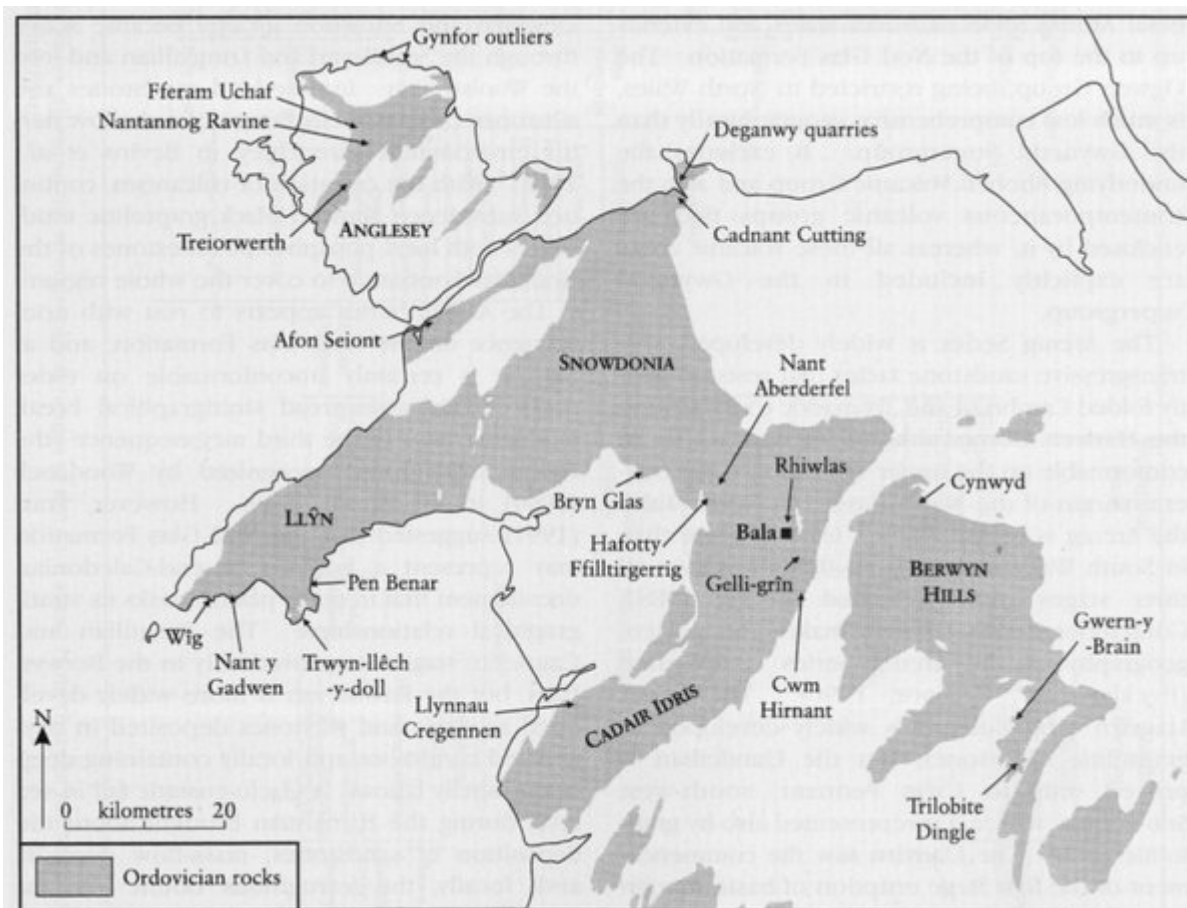 Gynfor outliers
Fferam Uchaf
Nantannog Ravine
Deganwy quarries
Treiorwerth
ANGLESEY
Cadnant Cutting
Afon Seiont
SNOWDONIA
Nant
Aberderfel
Rhiwlas
Cynwyd
Bryn Glas
LLŶN
Bala
Hafotty
Ffilltirgerrig
Gelli-grîn
BERWYN
HILLS
Pen Benar
Gwern-y
-Brain
Wig
Nant y
Gadwen
Trwyn-llêch
-y-doll
Llynnau
Cregennen
CADAIR IDRIS
Cwm
Hirnant
Trilobite
Dingle
N
0 kilometres 20
Ordovician rocks